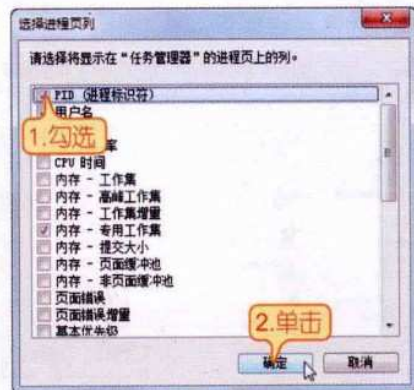 选择进程页列
请选择将显示在“任务管理器”的进程页上的列。
PID (进程标识符)
用户名
1.勾选
率
CPU 时间
内存 - 工作集
内存 - 高峰工作集
内存 - 工作集增量
内存 - 专用工作集
内存 - 提交大小
内存 - 页面缓冲池
内存 - 非页面缓冲池
页面错误
页面错误增量
基本优先级
2.单击
确定
取消